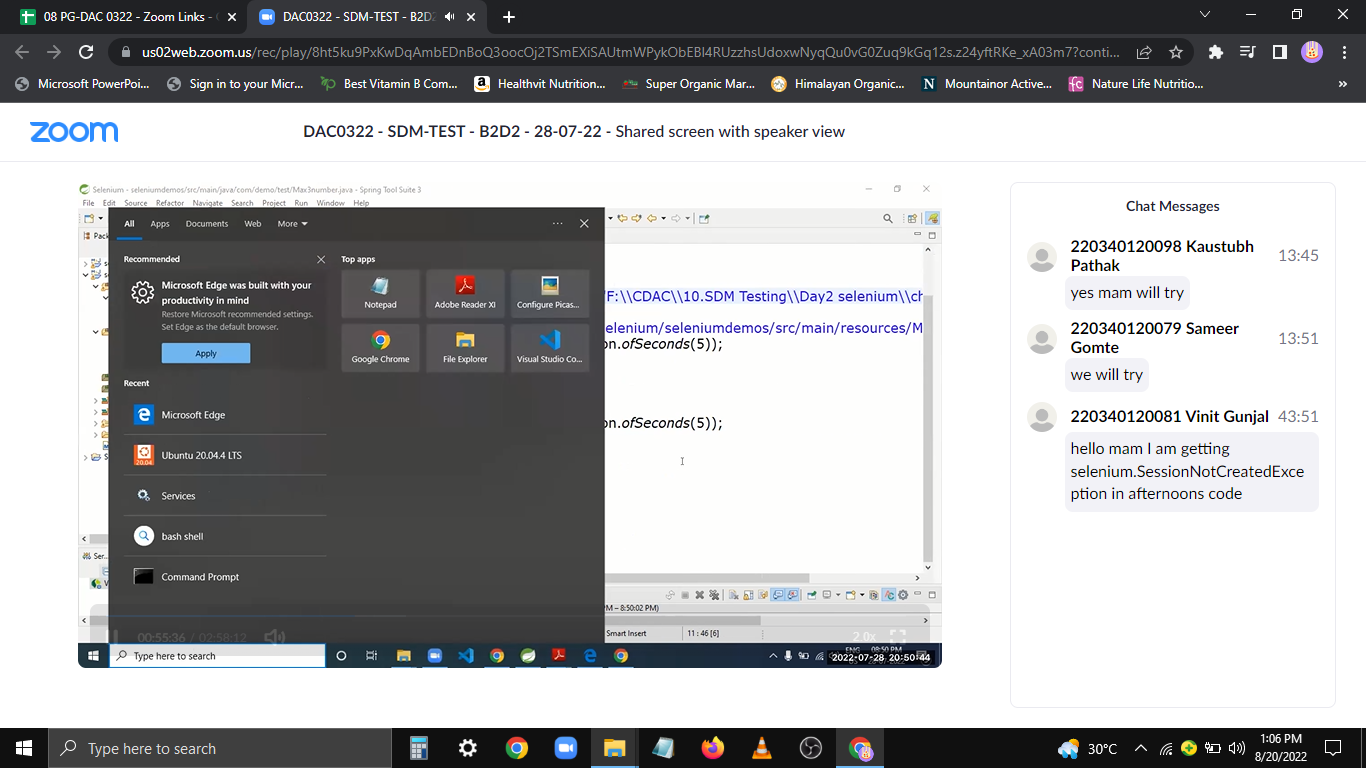 08 PG-DAC 0322 - Zoom Links -
DAC0322 - SDM-TEST - B2D2
us02web.zoom.us/rec/play/8ht5ku9PxKwDqAmbEDnBoQ3oocOj2TSmEXiSAUtmWPykObEBl4RUzzhsUdoxwNyqQu0vG0Zuq9kGq12s.z24yftRKe_xA03m7?conti...
Microsoft PowerPoi...
Sign in to your Micr...
Best Vitamin B Com...
Healthvit Nutrition...
Super Organic Mar...
Himalayan Organic...
Mountainor Active...
Nature Life Nutritio...
zoom
DAC0322 - SDM-TEST - B2D2 - 28-07-22 - Shared screen with speaker view
Selenium - seleniumdemos/src/main/java/com/demo/test/Max3number.java - Spring Tool Suite 3
File Edit Source Refactor Navigate Search Project Run Window Help
All Apps Documents Web More
Recommended
Microsoft Edge was built with your
productivity in mind
Restore Microsoft recommended settings.
Set Edge as the default browser.
Apply
Top apps
Notepad
Adobe Reader XI
Configure Picas...
Google Chrome
File Explorer
Visual Studio Co...
Recent
Microsoft Edge
Ubuntu 20.04.4 LTS
Services
bash shell
Command Prompt
"F:\\CDAC\\10.SDM Testing\\Day2 selenium\\ch
elenium/seleniumdemos/src/main/resources/M
on.ofSeconds(5));
on.ofSeconds(5));
PM – 8:50:02 PM)
00:55:36 / 02:58:12
2.0x
Smart Insert
11 : 46 [6]
Type here to search
ENG
08:50 PM
2022-07-28 20:50:44
Chat Messages
220340120098 Kaustubh
Pathak
13:45
yes mam will try
220340120079 Sameer
Gomte
13:51
we will try
220340120081 Vinit Gunjal 43:51
hello mam I am getting
selenium.SessionNotCreatedExce
ption in afternoons code
Type here to search
30°C
1:06 PM
8/20/2022